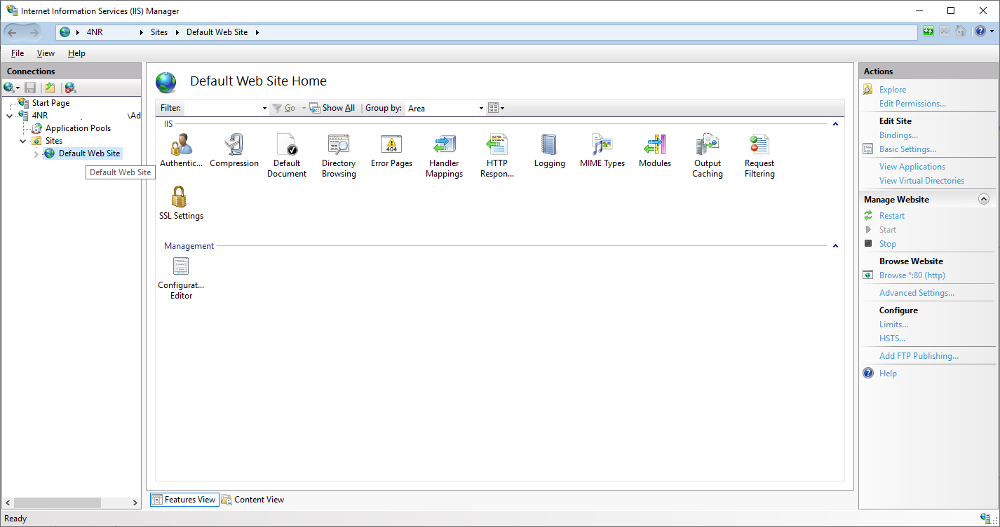 Internet Information Services (IIS) Manager
4NR Sites Default Web Site
File View Help
Connections
Start Page
4NR \Ad
Application Pools
Sites
Default Web Site
Default Web Site
Default Web Site Home
Filter: Go Show All Group by: Area
IIS
Authentic...
Compression
Default
Document
Directory
Browsing
Error Pages
404
Handler
Mappings
HTTP
Respon...
Logging
MIME Types
Modules
Output
Caching
Request
Filtering
SSL Settings
Management
Configurat...
Editor
Features View Content View
Actions
Explore
Edit Permissions...
Edit Site
Bindings...
Basic Settings...
View Applications
View Virtual Directories
Manage Website
Restart
Start
Stop
Browse Website
Browse *:80 (http)
Advanced Settings...
Configure
Limits...
HSTS...
Add FTP Publishing...
Help
Ready